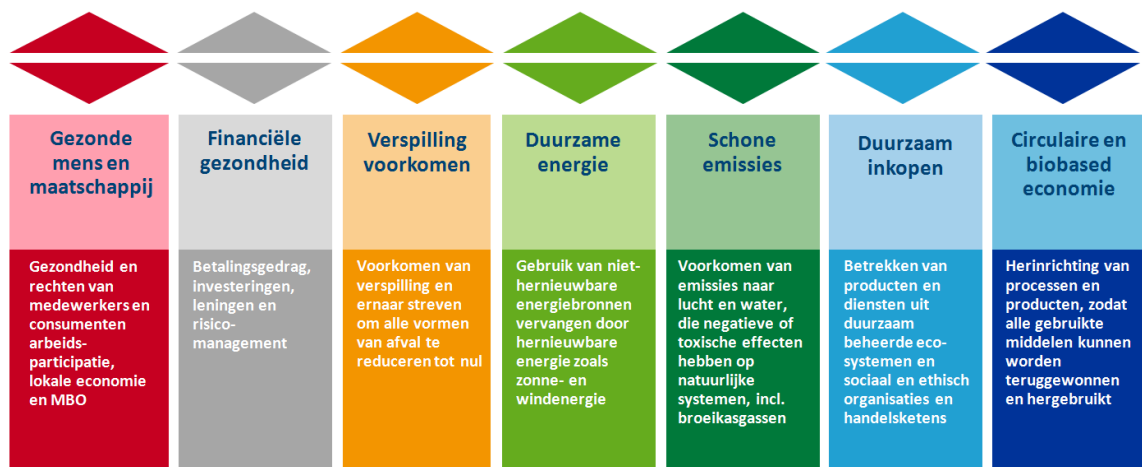 Gezonde
mens en
maatschappij
Gezondheid en
rechten van
medewerkers en
consumenten
arbeids-
participatie,
lokale economie
en MBO
Financiële
gezondheid
Betalingsgedrag,
investeringen,
leningen en
risico-
management
Verspilling
voorkomen
Voorkomen van
verspilling en
ernaar streven
om alle vormen
van afval te
reduceren tot nul
Duurzame
energie
Gebruik van niet-
hernieuwbare
energiebronnen
vervangen door
hernieuwbare
energie zoals
zonne- en
windenergie
Schone
emissies
Voorkomen van
emissies naar
lucht en water,
die negatieve of
toxische effecten
hebben op
natuurlijke
systemen, incl.
broeikasgassen
Duurzaam
inkopen
Betrekken van
producten en
diensten uit
duurzaam
beheerde eco-
systemen en
sociaal en ethisch
organisaties en
handelsketens
Circulaire en
biobased
economie
Herinrichting van
processen en
producten, zodat
alle gebruikte
middelen kunnen
worden
teruggewonnen
en hergebruikt